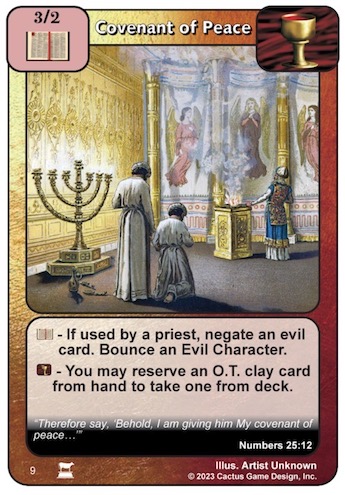 3/2
Covenant of Peace
- If used by a priest, negate an evil
card. Bounce an Evil Character.
- You may reserve an O.T. clay card
from hand to take one from deck.
"Therefore say, 'Behold, I am giving him My covenant of
peace…'"
Numbers 25:12
9
Illus. Artist Unknown
© 2023 Cactus Game Design, Inc.